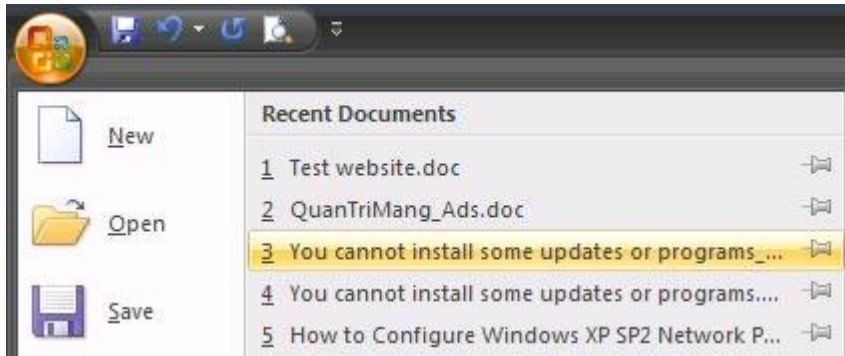 New
Open
Save
Recent Documents
1 Test website.doc
2 QuanTriMang_Ads.doc
3 You cannot install some updates or programs_...
4 You cannot install some updates or programs....
5 How to Configure Windows XP SP2 Network P...